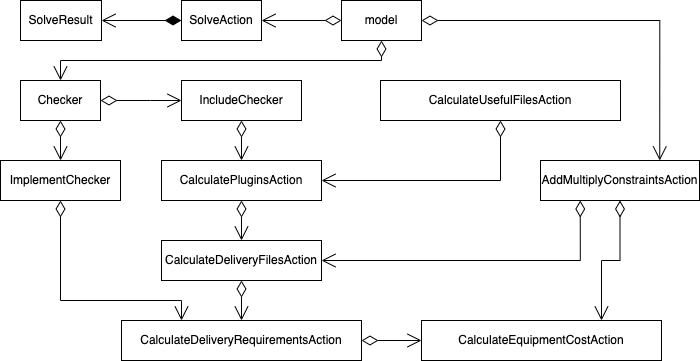 SolveResult
SolveAction
model
Checker
IncludeChecker
CalculateUsefulFilesAction
ImplementChecker
CalculatePluginsAction
AddMultiplyConstraintsAction
CalculateDeliveryFilesAction
CalculateDeliveryRequirementsAction
CalculateEquipmentCostAction